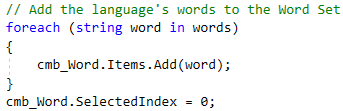 // Add the language's words to the Word Set
foreach (string word in words)
{
    cmb_Word.Items.Add(word);
}
cmb_Word.SelectedIndex = 0;